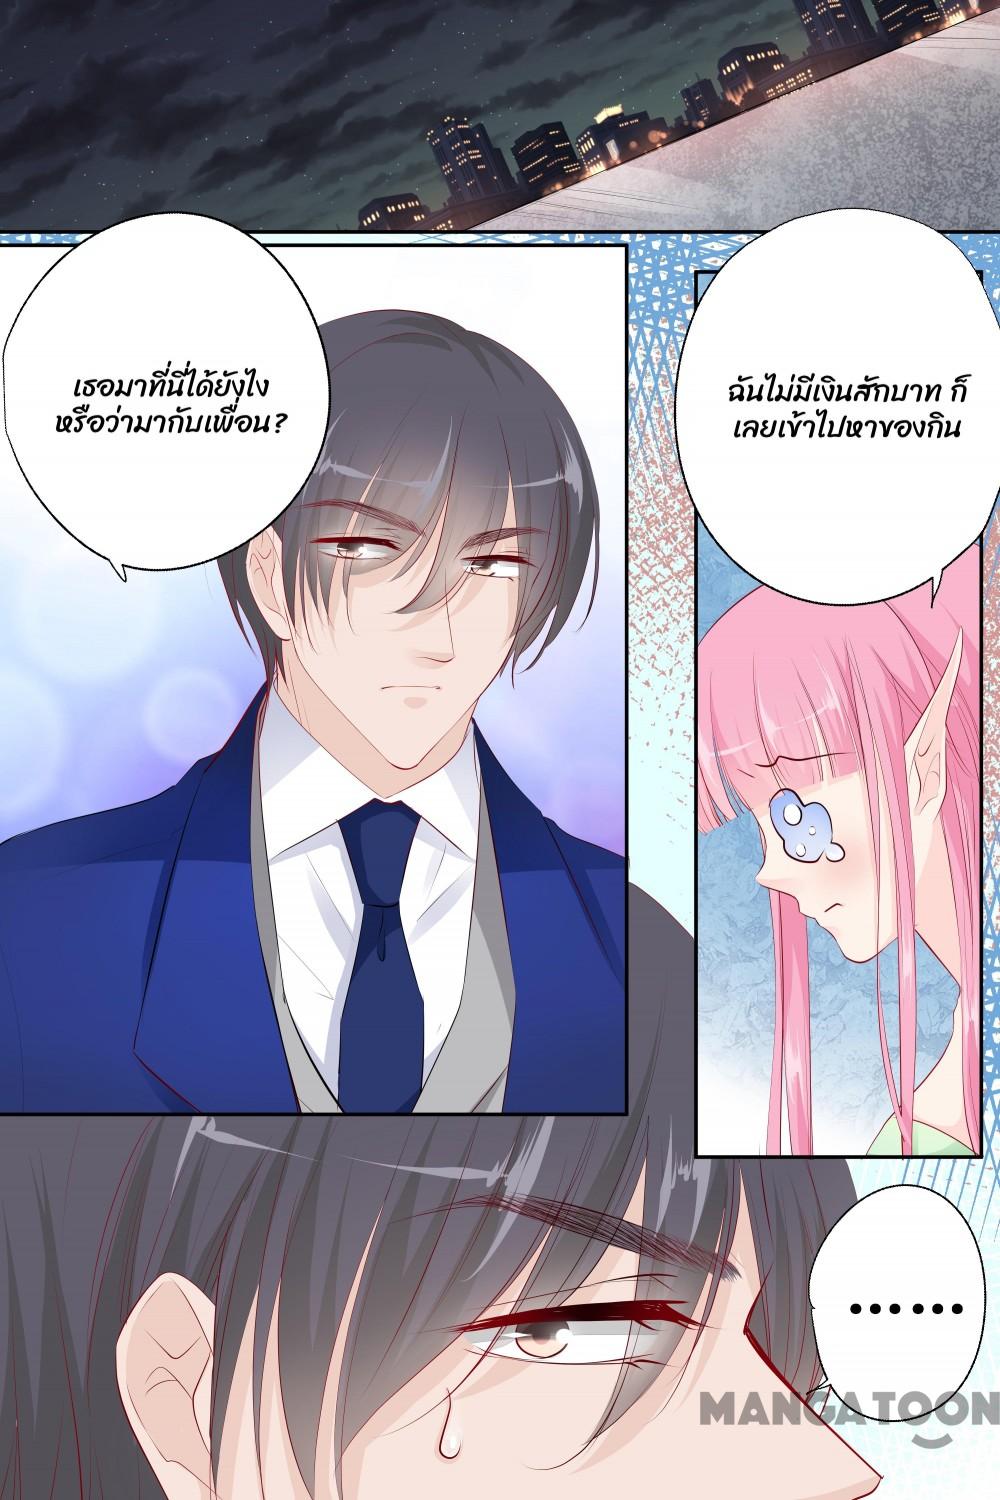 เธอมาที่นี่ได้ยังไง
หรือว่ามากับเพื่อน?
ฉันไม่มีเงินสักบาท ก็
เลยเข้าไปหาของกิน
••••••
MANGATOON